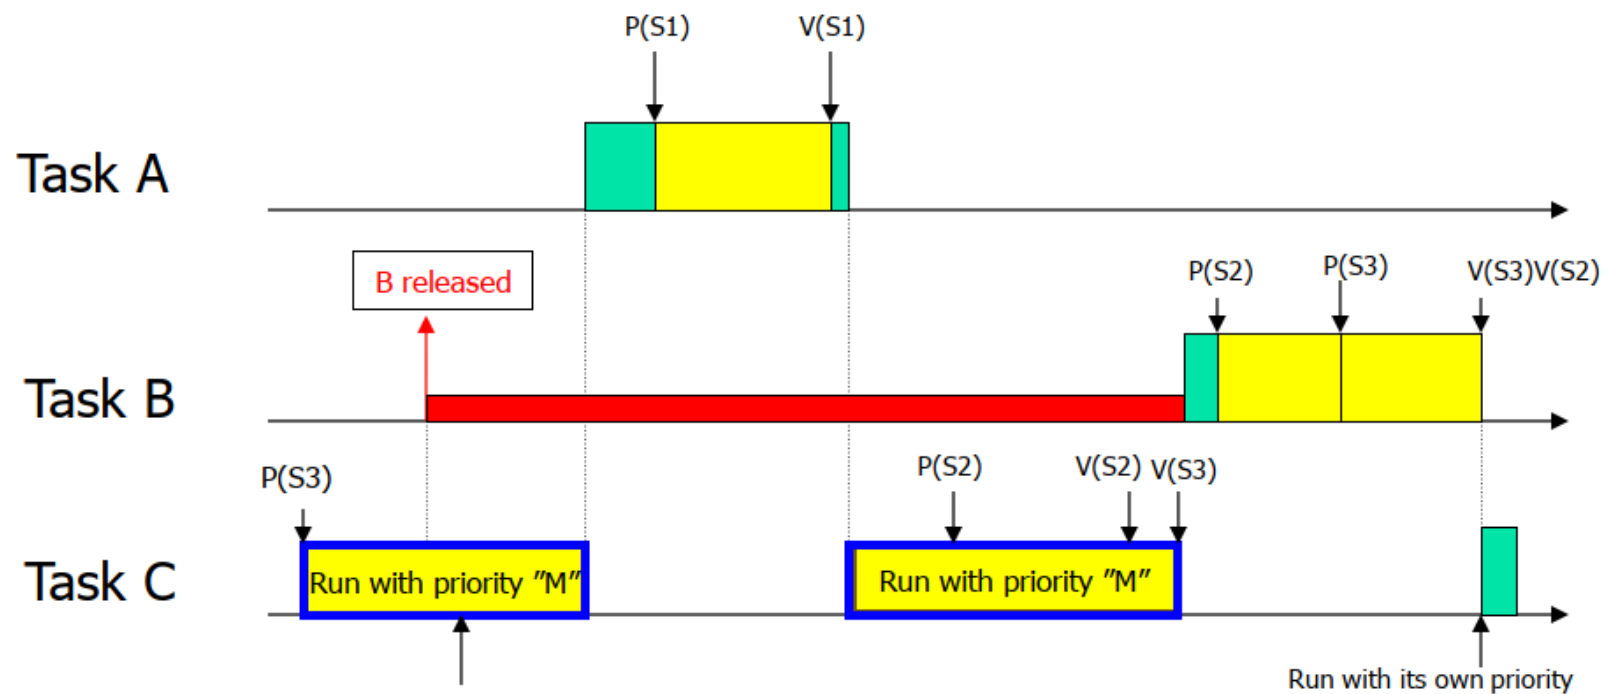 P(S1) V(S1)
Task A
B released
P(S2) P(S3) V(S3)V(S2)
Task B
P(S3) P(S2) V(S2) V(S3)
Task C
Run with priority ”M” Run with priority ”M”
Run with its own priority